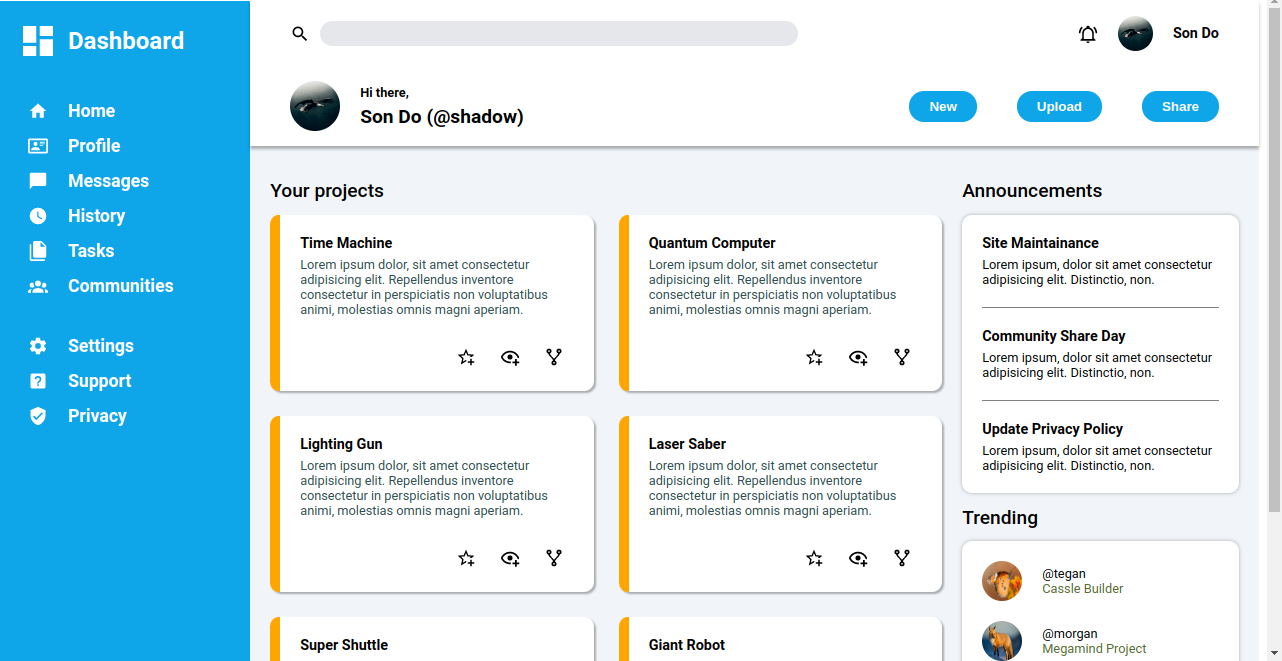 Dashboard
Home
Profile
Messages
History
Tasks
Communities
Settings
Support
Privacy
Son Do
Hi there,
Son Do (@shadow)
New
Upload
Share
Your projects
Time Machine
Lorem ipsum dolor, sit amet consectetur
adipisicing elit. Repellendus inventore
consectetur in perspiciatis non voluptatibus
animi, molestias omnis magni aperiam.
Quantum Computer
Lorem ipsum dolor, sit amet consectetur
adipisicing elit. Repellendus inventore
consectetur in perspiciatis non voluptatibus
animi, molestias omnis magni aperiam.
Lighting Gun
Lorem ipsum dolor, sit amet consectetur
adipisicing elit. Repellendus inventore
consectetur in perspiciatis non voluptatibus
animi, molestias omnis magni aperiam.
Laser Saber
Lorem ipsum dolor, sit amet consectetur
adipisicing elit. Repellendus inventore
consectetur in perspiciatis non voluptatibus
animi, molestias omnis magni aperiam.
Super Shuttle
Giant Robot
Announcements
Site Maintainance
Lorem ipsum, dolor sit amet consectetur
adipisicing elit. Distinctio, non.
Community Share Day
Lorem ipsum, dolor sit amet consectetur
adipisicing elit. Distinctio, non.
Update Privacy Policy
Lorem ipsum, dolor sit amet consectetur
adipisicing elit. Distinctio, non.
Trending
@tegan
Cassle Builder
@morgan
Megamind Project